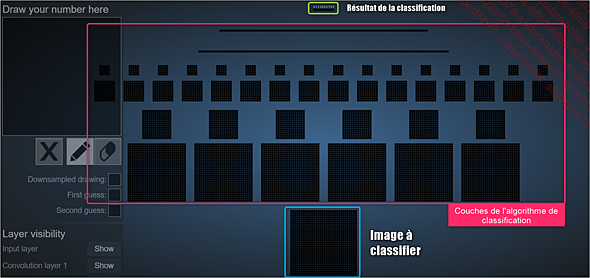 Draw your number here
Résultat de la classification
Downsampled drawing:
First guess:
Second guess:
Couches de l'algorithme de
classification
Layer visibility
Input layer Show
Convolution layer 1 Show
Image à
classifier